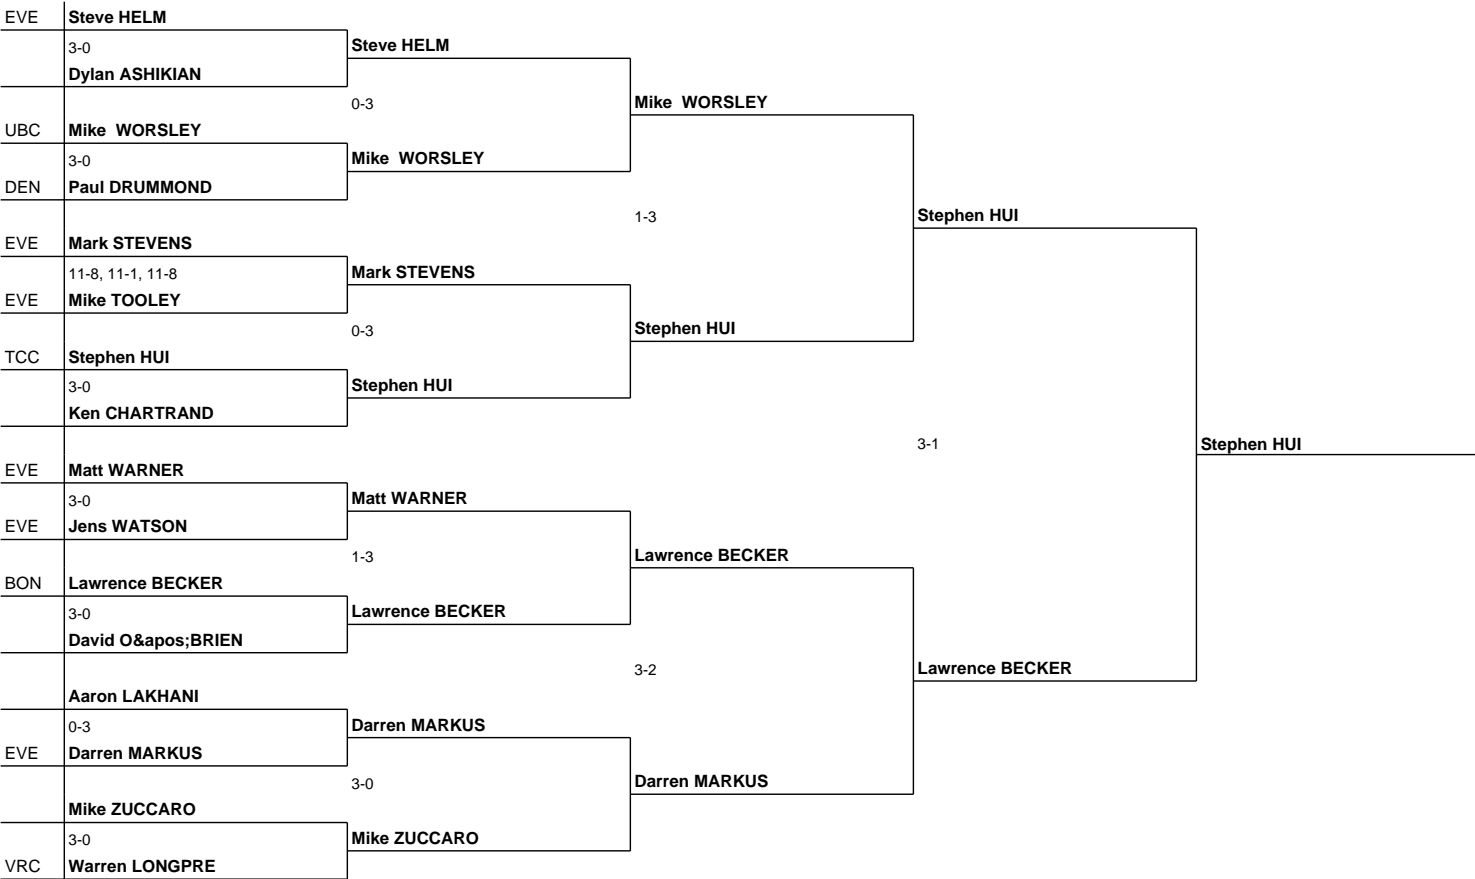 EVE Steve HELM
3-0 Steve HELM
Dylan ASHIKIAN
0-3 Mike  WORSLEY
UBC Mike  WORSLEY
3-0 Mike  WORSLEY
DEN Paul DRUMMOND
1-3 Stephen HUI
EVE Mark STEVENS
11-8, 11-1, 11-8 Mark STEVENS
EVE Mike TOOLEY
0-3 Stephen HUI
TCC Stephen HUI
3-0 Stephen HUI
Ken CHARTRAND
3-1 Stephen HUI
EVE Matt WARNER
3-0 Matt WARNER
EVE Jens WATSON
1-3 Lawrence BECKER
BON Lawrence BECKER
3-0 Lawrence BECKER
David O&apos;BRIEN
3-2 Lawrence BECKER
Aaron LAKHANI
0-3 Darren MARKUS
EVE Darren MARKUS
3-0 Darren MARKUS
Mike ZUCCARO
3-0 Mike ZUCCARO
VRC Warren LONGPRE